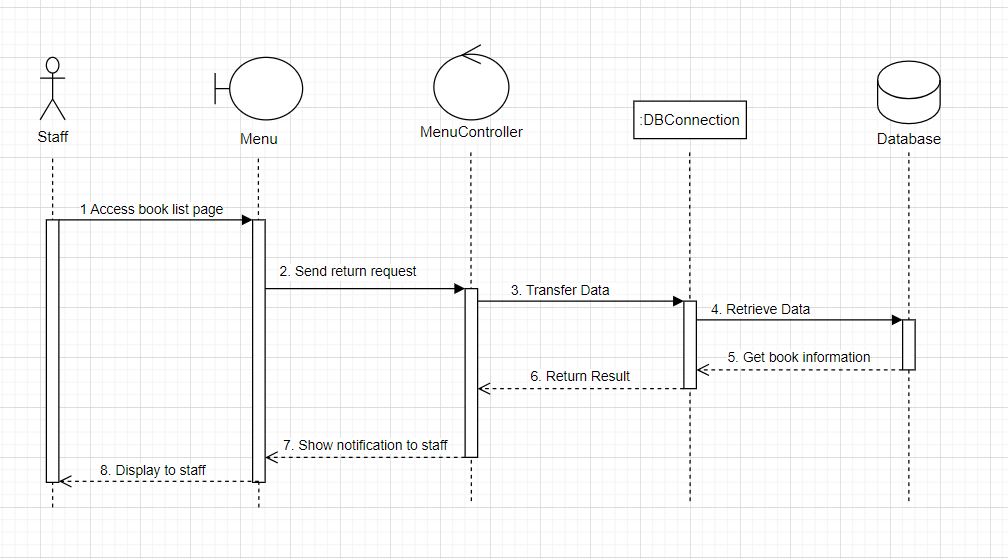 Staff
Menu
MenuController
:DBConnection
Database
1 Access book list page
2. Send return request
3. Transfer Data
4. Retrieve Data
5. Get book information
6. Return Result
7. Show notification to staff
8. Display to staff